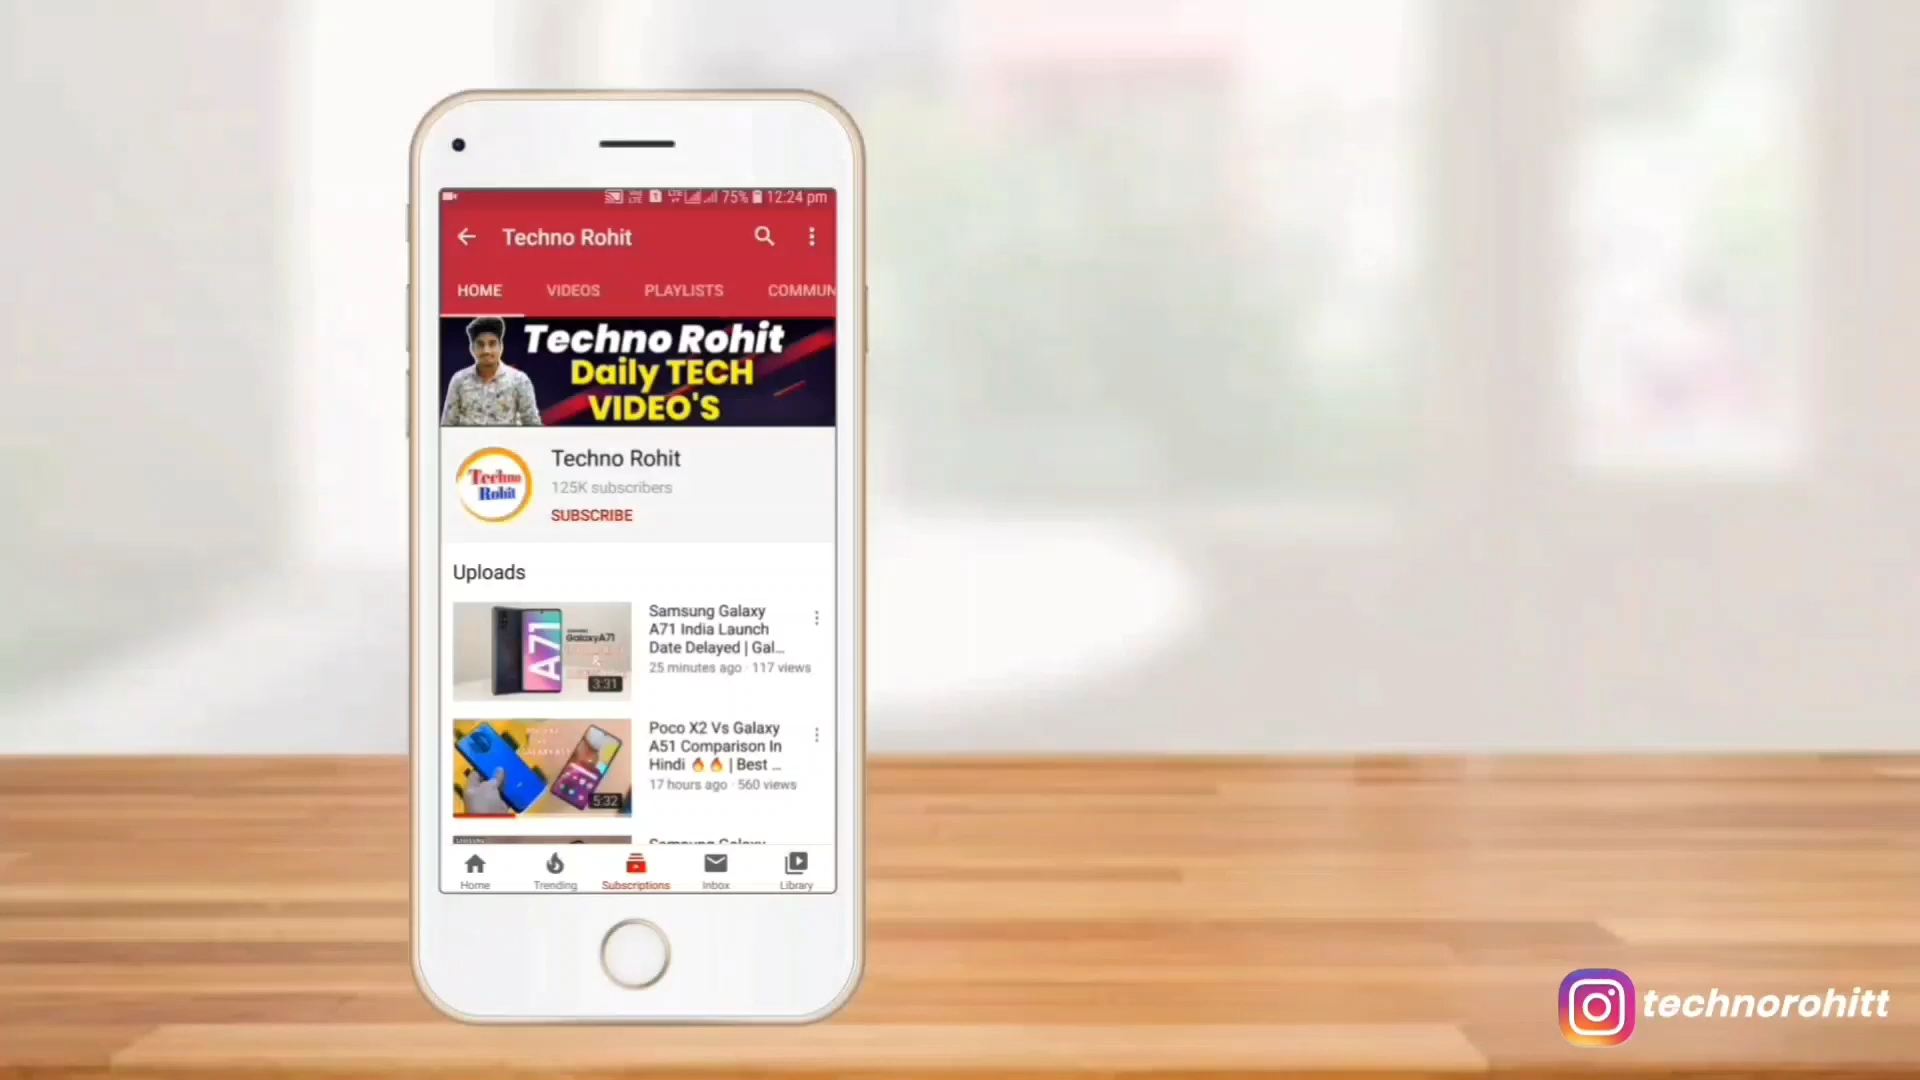 75% 12:24 pm
Techno Rohit
HOME VIDEOS PLAYLISTS COMMUN
Techno Rohit
Daily TECH
VIDEO'S
Techno
Rohit
Techno Rohit
125K subscribers
SUBSCRIBE
Uploads
A71
GalaxyA71
&
3:31
Samsung Galaxy
A71 India Launch
Date Delayed | Gal...
25 minutes ago · 117 views
5:32
Poco X2 Vs Galaxy
A51 Comparison In
Hindi 🔥🔥 | Best ...
17 hours ago · 560 views
Home Trending Subscriptions Inbox Library
technorohitt